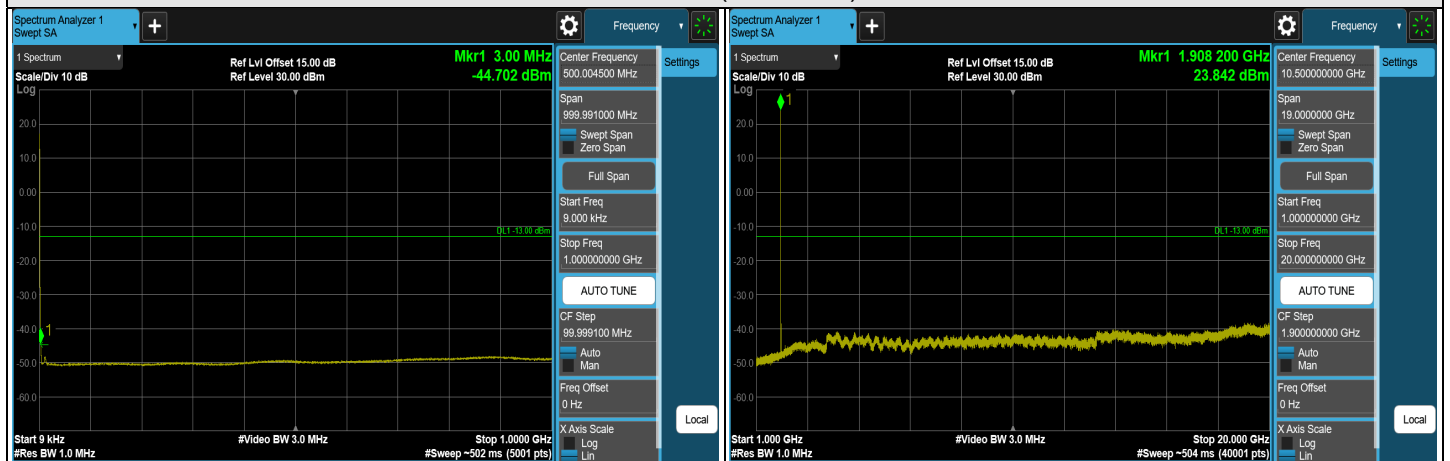 Spectrum Analyzer 1
Swept SA
+
Frequency
1 Spectrum
Scale/Div 10 dB
Log
Ref Lvl Offset 15.00 dB
Ref Level 30.00 dBm
Mkr1 3.00 MHz
-44.702 dBm
20.0
10.0
0.00
-10.0
-20.0
-30.0
-40.0
-50.0
-60.0
1
DL1 -13.00 dBm
Start 9 kHz
#Res BW 1.0 MHz
#Video BW 3.0 MHz
Stop 1.0000 GHz
#Sweep ~502 ms (5001 pts)
Center Frequency
500.004500 MHz
Span
999.991000 MHz
Swept Span
Zero Span
Full Span
Start Freq
9.000 kHz
Stop Freq
1.000000000 GHz
AUTO TUNE
CF Step
99.999100 MHz
Auto
Man
Freq Offset
0 Hz
X Axis Scale
Log
Lin
Settings
Local
Spectrum Analyzer 1
Swept SA
+
Frequency
1 Spectrum
Scale/Div 10 dB
Log
Ref Lvl Offset 15.00 dB
Ref Level 30.00 dBm
Mkr1 1.908 200 GHz
23.842 dBm
1
20.0
10.0
0.00
-10.0
-20.0
-30.0
-40.0
-50.0
-60.0
DL1 -13.00 dBm
Start 1.000 GHz
#Res BW 1.0 MHz
#Video BW 3.0 MHz
Stop 20.000 GHz
#Sweep ~504 ms (40001 pts)
Center Frequency
10.500000000 GHz
Span
19.0000000 GHz
Swept Span
Zero Span
Full Span
Start Freq
1.000000000 GHz
Stop Freq
20.000000000 GHz
AUTO TUNE
CF Step
1.900000000 GHz
Auto
Man
Freq Offset
0 Hz
X Axis Scale
Log
Lin
Settings
Local